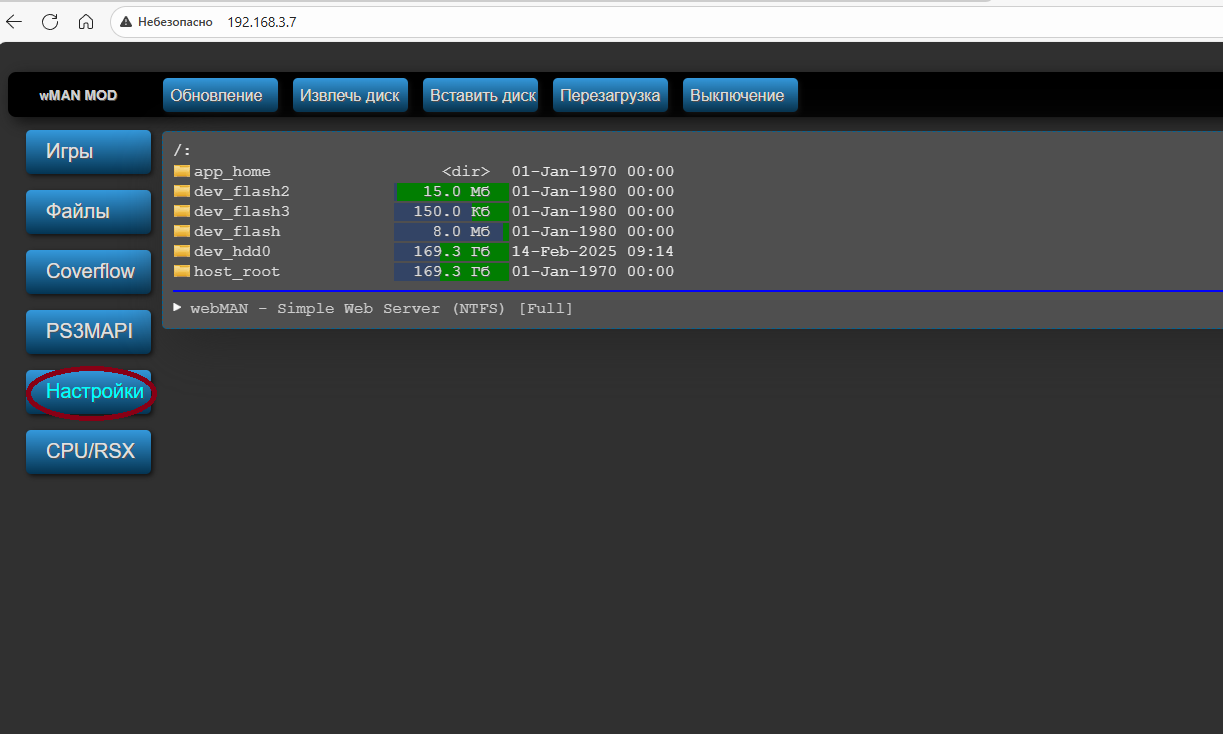 Небезопасно 192.168.3.7
wMAN MOD Обновление Извлечь диск Вставить диск Перезагрузка Выключение
Игры
Файлы
Coverflow
PS3MAPI
Настройки
CPU/RSX
/:
app_home <dir> 01-Jan-1970 00:00
dev_flash2 15.0 Мб 01-Jan-1980 00:00
dev_flash3 150.0 Кб 01-Jan-1980 00:00
dev_flash 8.0 Мб 01-Jan-1980 00:00
dev_hdd0 169.3 Гб 14-Feb-2025 09:14
host_root 169.3 Гб 01-Jan-1970 00:00
webMAN - Simple Web Server (NTFS) [Full]